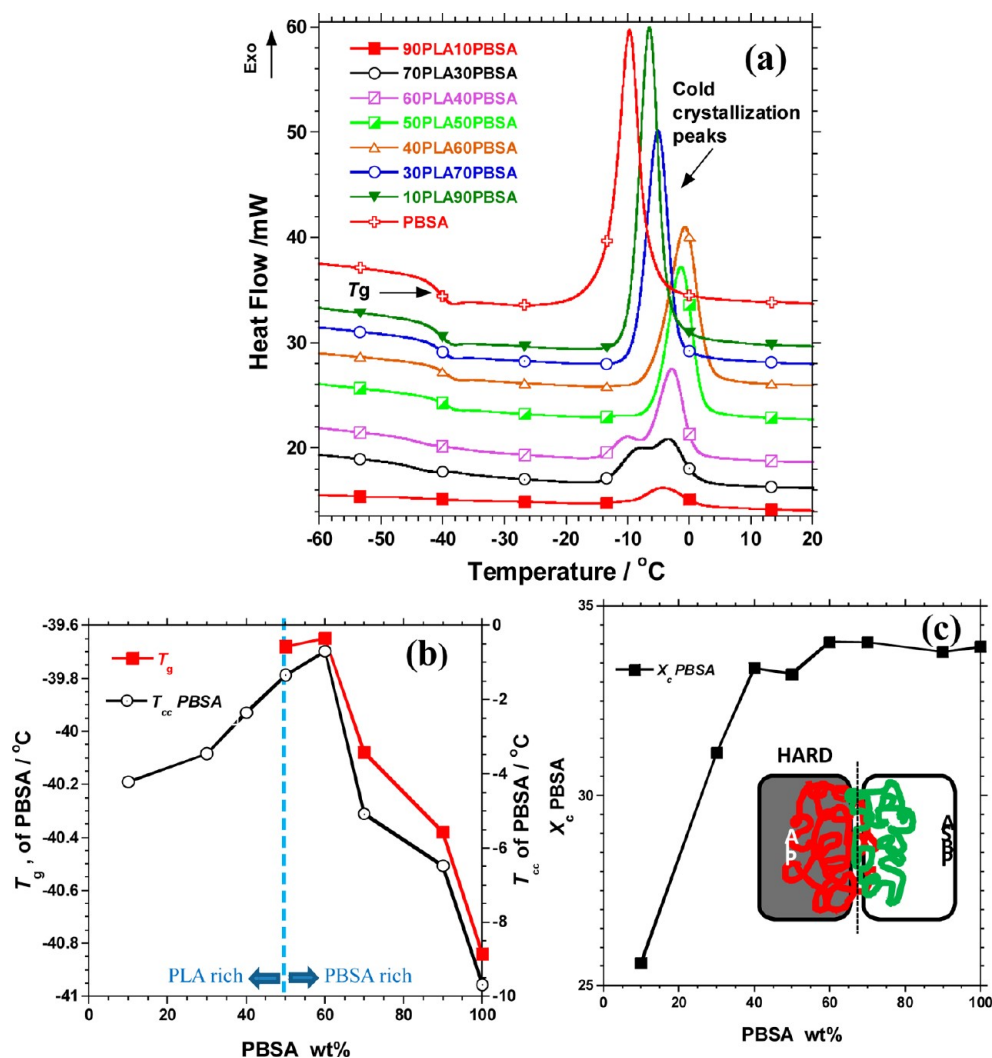 (a)
Exo
90PLA10PBSA
70PLA30PBSA
60PLA40PBSA
50PLA50PBSA
40PLA60PBSA
30PLA70PBSA
10PLA90PBSA
PBSA
Cold
crystallization
peaks
Tg
Heat Flow /mW
60
50
40
30
20
-60 -50 -40 -30 -20 -10 0 10 20
Temperature / °C
(b)
Tg
Tcc PBSA
Tg , of PBSA / °C
-39.6
-39.8
-40
-40.2
-40.4
-40.6
-40.8
-41
Tcc of PBSA / °C
0
-2
-4
-6
-8
-10
PLA rich PBSA rich
0 20 40 60 80 100
PBSA wt%
(c)
Xc PBSA
Xc PBSA
35
30
25
HARD
0 20 40 60 80 100
PBSA wt%